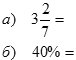 а) 3 2/7 =
б) 40% =